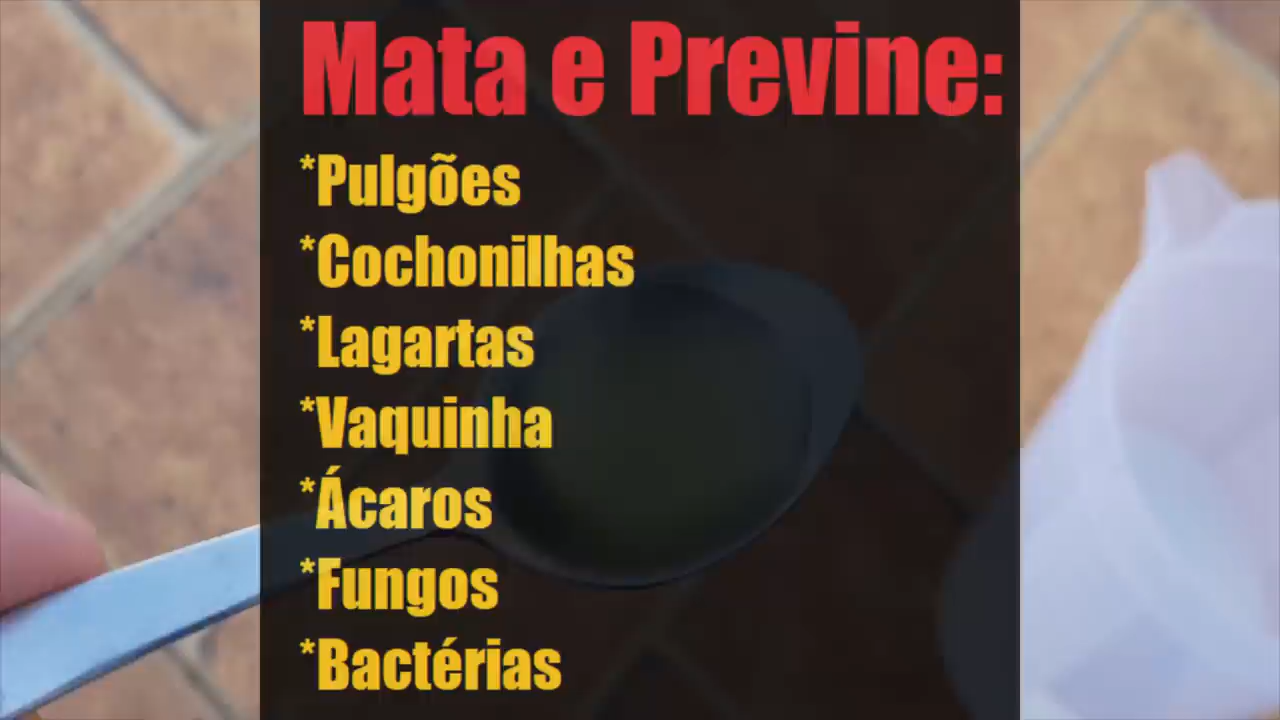 Mata e Previne:
*Pulgões
*Cochonilhas
*Lagartas
*Vaquinha
*Ácaros
*Fungos
*Bactérias